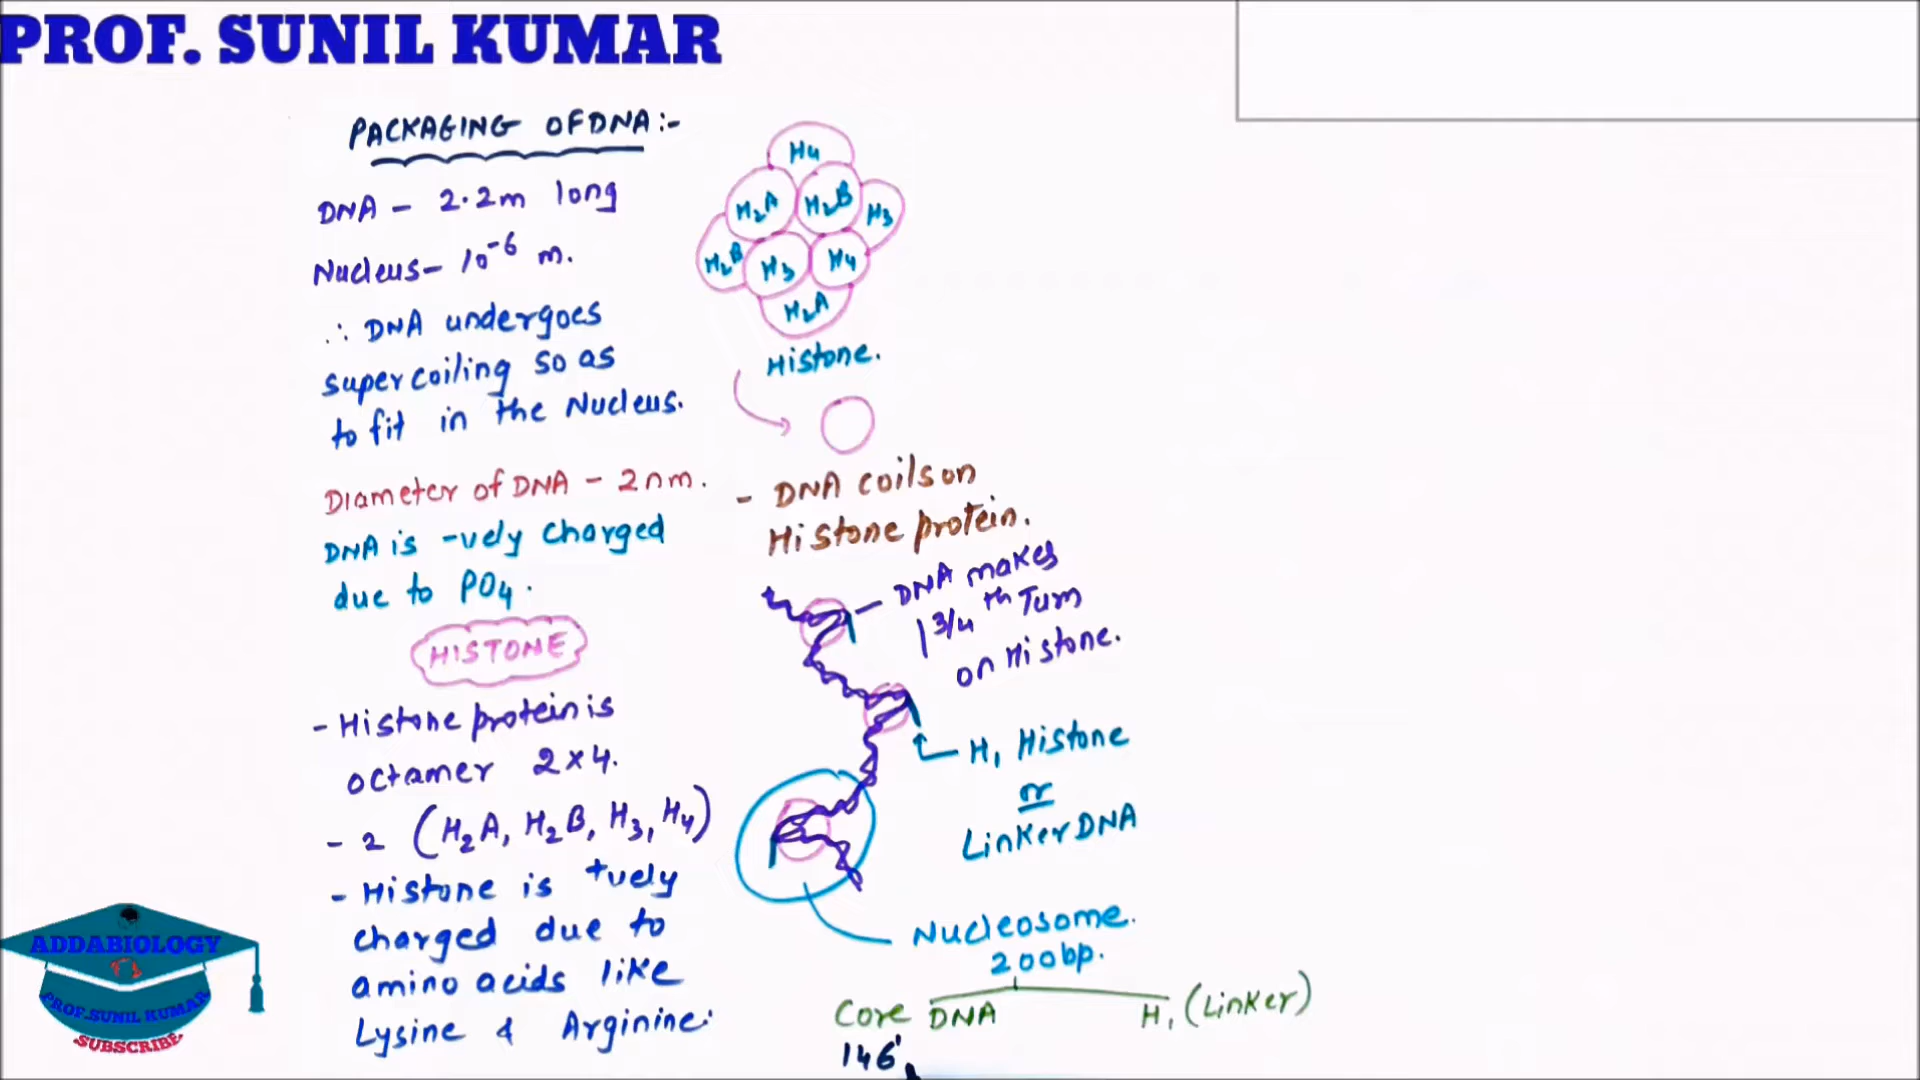 PROF. SUNIL KUMAR
PACKAGING OF DNA:-
DNA - 2.2m long
Nucleus- 10⁻⁶ m.
∴ DNA undergoes
supercoiling so as
to fit in the Nucleus.
Diameter of DNA - 2nm.
DNA is -vely charged
due to PO₄.
HISTONE
- Histone protein is
octamer 2×4.
- 2 (H₂A, H₂B, H₃, H₄)
- Histone is +vely
charged due to
amino acids like
Lysine & Arginine.
H₄
H₂A H₂B H₃
H₂B H₃ H₄
H₂A
Histone.
- DNA coils on
Histone protein.
- DNA makes
1 3/4 th Turn
on Histone.
H₁ Histone
or
Linker DNA
Nucleosome.
200bp.
Core DNA H₁ (Linker)
146
ADDABIOLOGY
PROF.SUNIL KUMAR
SUBSCRIBE